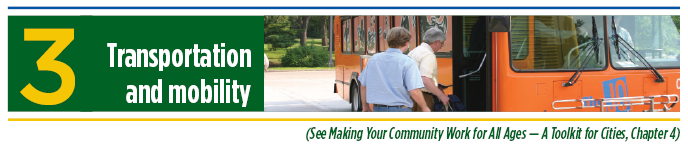 3
Transportation
and mobility
(See Making Your Community Work for All Ages — A Toolkit for Cities, Chapter 4)